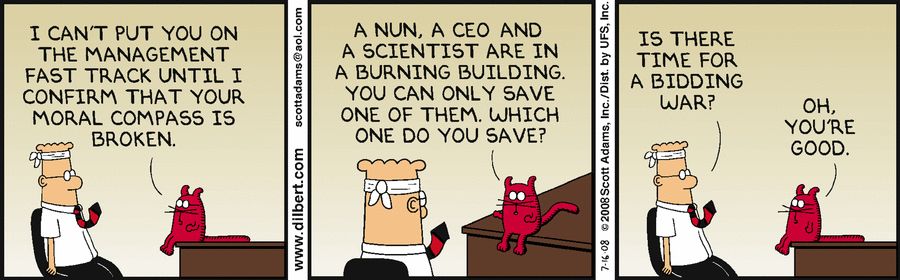 I CAN'T PUT YOU ON
THE MANAGEMENT
FAST TRACK UNTIL I
CONFIRM THAT YOUR
MORAL COMPASS IS
BROKEN.
www.dilbert.com scottadams@aol.com
A NUN, A CEO AND
A SCIENTIST ARE IN
A BURNING BUILDING.
YOU CAN ONLY SAVE
ONE OF THEM. WHICH
ONE DO YOU SAVE?
7-16-08 ©2008 Scott Adams, Inc./Dist. by UFS, Inc.
IS THERE
TIME FOR
A BIDDING
WAR?
OH,
YOU'RE
GOOD.